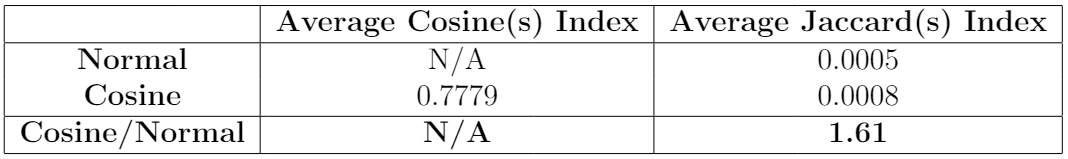 Average Cosine(s) Index Average Jaccard(s) Index
Normal N/A 0.0005
Cosine 0.7779 0.0008
Cosine/Normal N/A 1.61